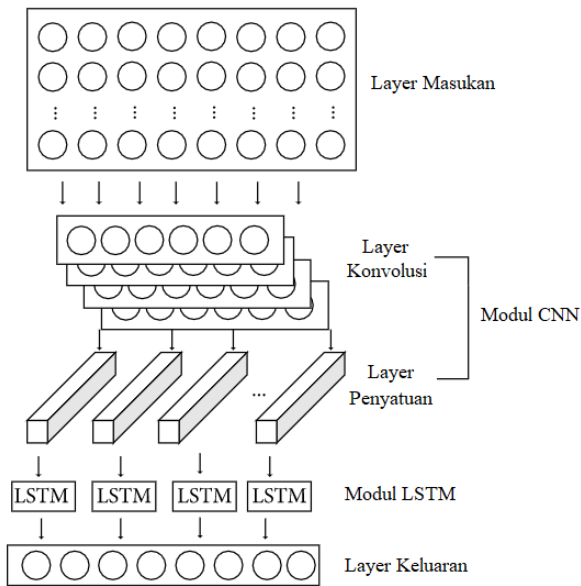 Layer Masukan
Layer
Konvolusi
Modul CNN
Layer
Penyatuan
...
LSTM LSTM LSTM LSTM
Modul LSTM
Layer Keluaran